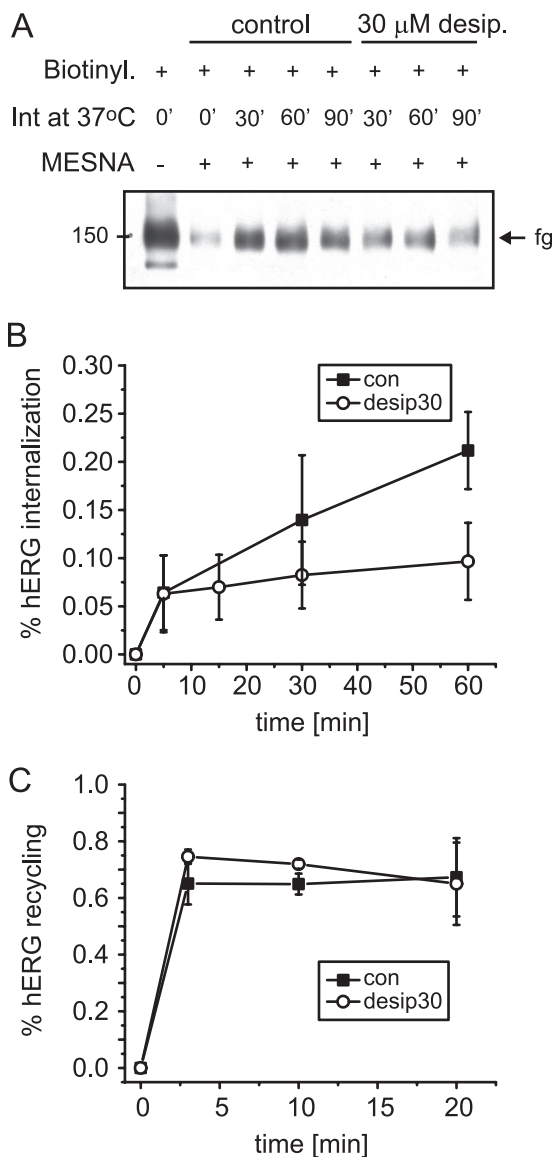 A
control 30 μM desip.
Biotinyl. + + + + + + + +
Int at 37ºC 0’ 0’ 30’ 60’ 90’ 30’ 60’ 90’
MESNA - + + + + + + +
150 fg
B
% hERG internalization
0.30
0.25
0.20
0.15
0.10
0.05
0.00
con
desip30
0 10 20 30 40 50 60
time [min]
C
% hERG recycling
1.0
0.8
0.6
0.4
0.2
0.0
con
desip30
0 5 10 15 20
time [min]